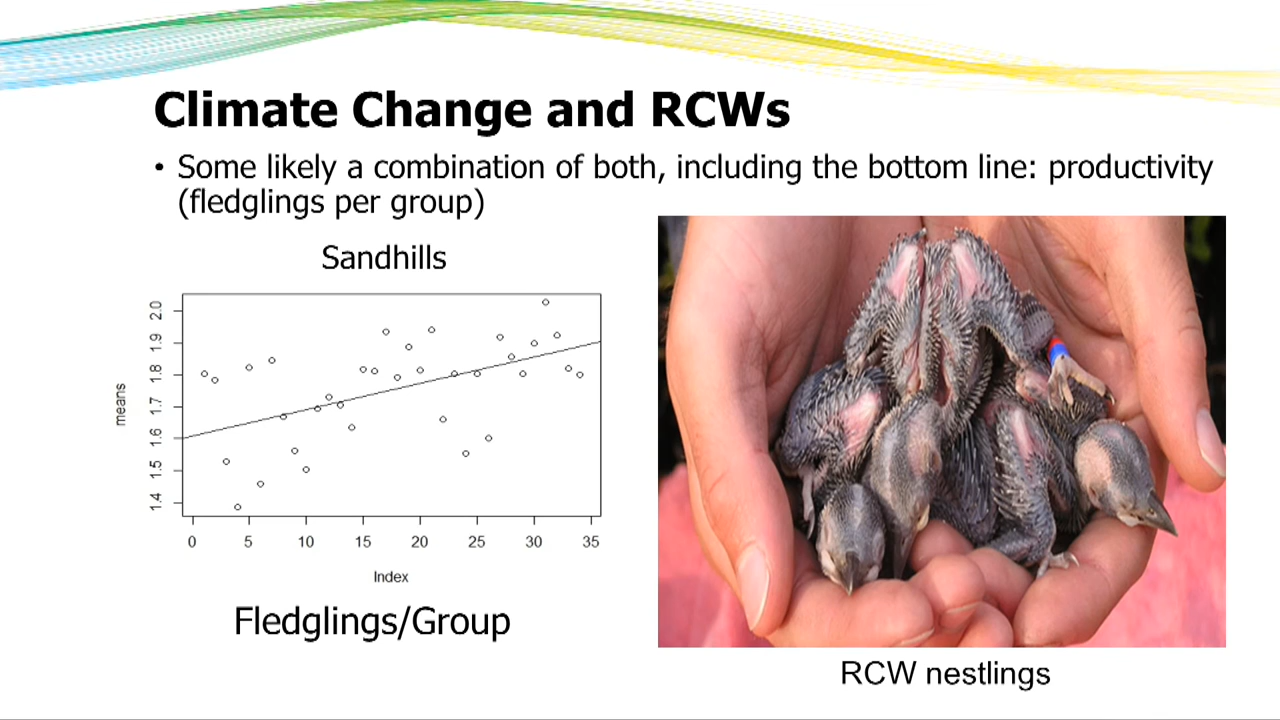 Climate Change and RCWs
• Some likely a combination of both, including the bottom line: productivity
(fledglings per group)
Sandhills
means
2.0
1.9
1.8
1.7
1.6
1.5
1.4
0 5 10 15 20 25 30 35
Index
Fledglings/Group
RCW nestlings